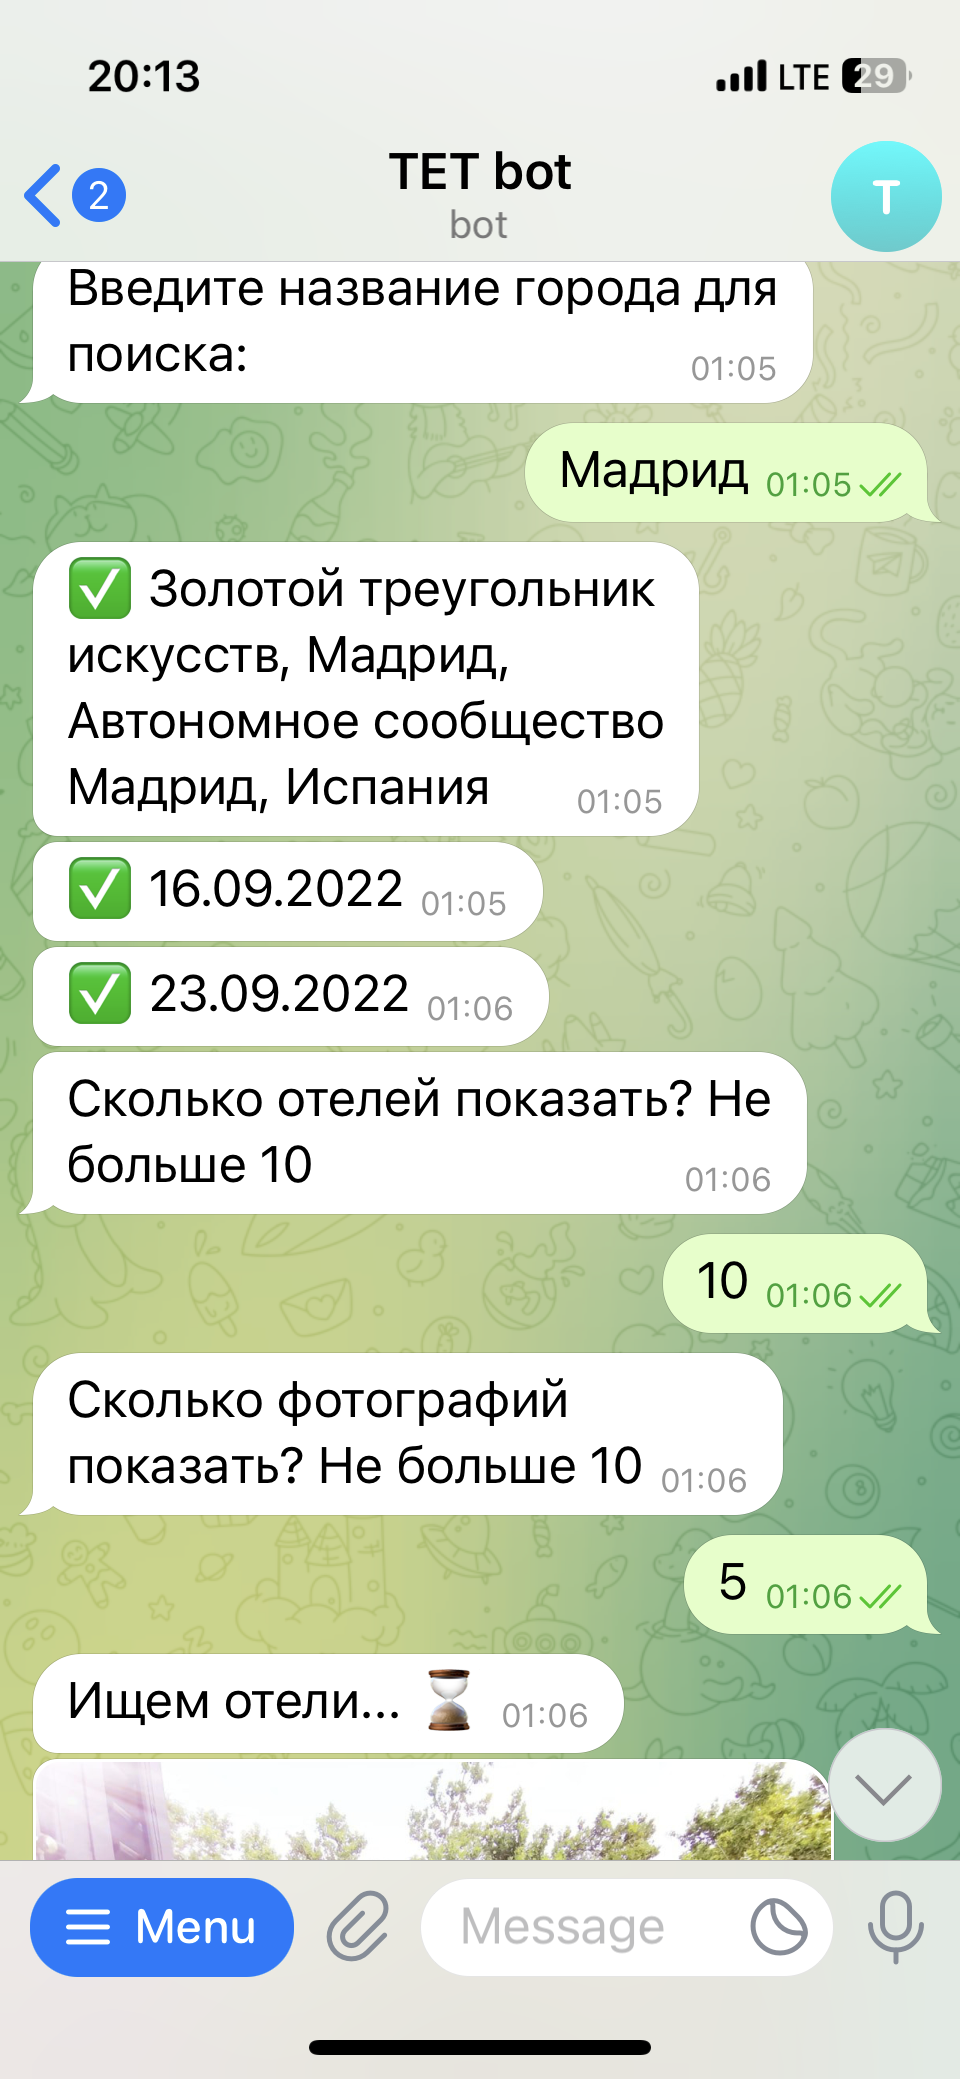 20:13
LTE
29
2
TET bot
bot
T
Введите название города для
поиска:
01:05
Мадрид
01:05
✅ Золотой треугольник
искусств, Мадрид,
Автономное сообщество
Мадрид, Испания
01:05
✅ 16.09.2022
01:05
✅ 23.09.2022
01:06
Сколько отелей показать? Не
больше 10
01:06
10
01:06
Сколько фотографий
показать? Не больше 10
01:06
5
01:06
Ищем отели... ⏳
01:06
Menu
Message